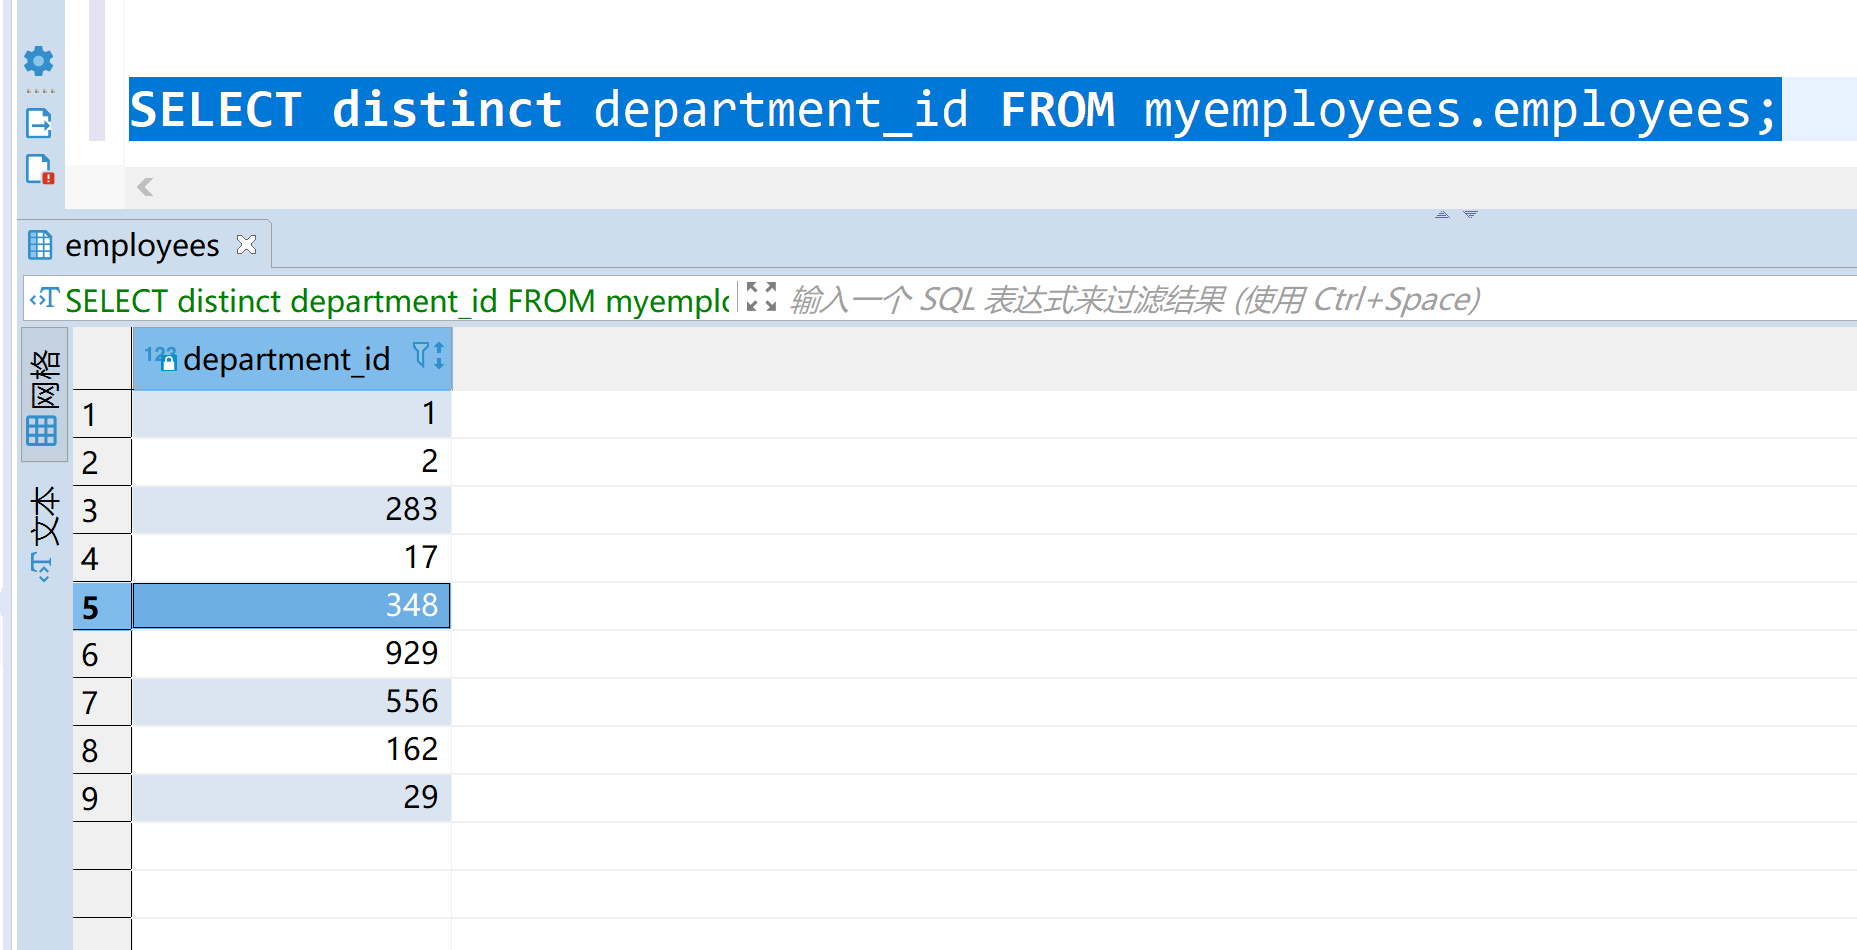 SELECT distinct department_id FROM myemployees.employees;
employees
SELECT distinct department_id FROM myemplo
输入一个 SQL 表达式来过滤结果 (使用 Ctrl+Space)
网格
文本
123 department_id
1 1
2 2
3 283
4 17
5 348
6 929
7 556
8 162
9 29